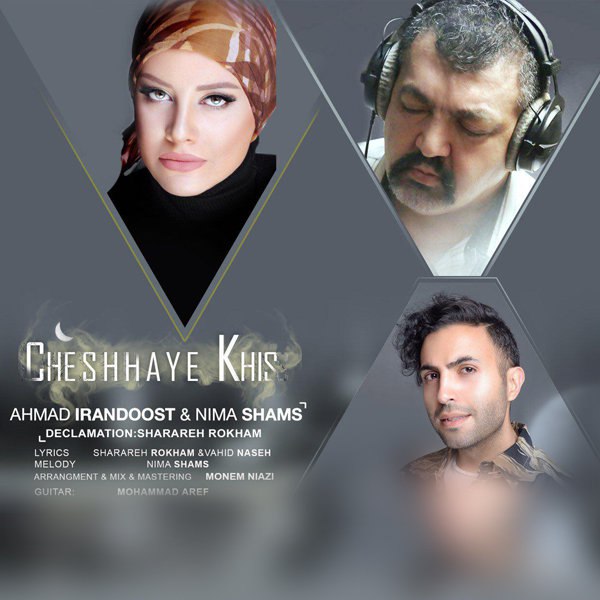 CHESHHAYE KHIS
AHMAD IRANDOOST & NIMA SHAMS
DECLAMATION:SHARAREH ROKHAM
LYRICS SHARAREH ROKHAM &VAHID NASEH
MELODY NIMA SHAMS
ARRANGMENT & MIX & MASTERING MONEM NIAZI
GUITAR: MOHAMMAD AREF